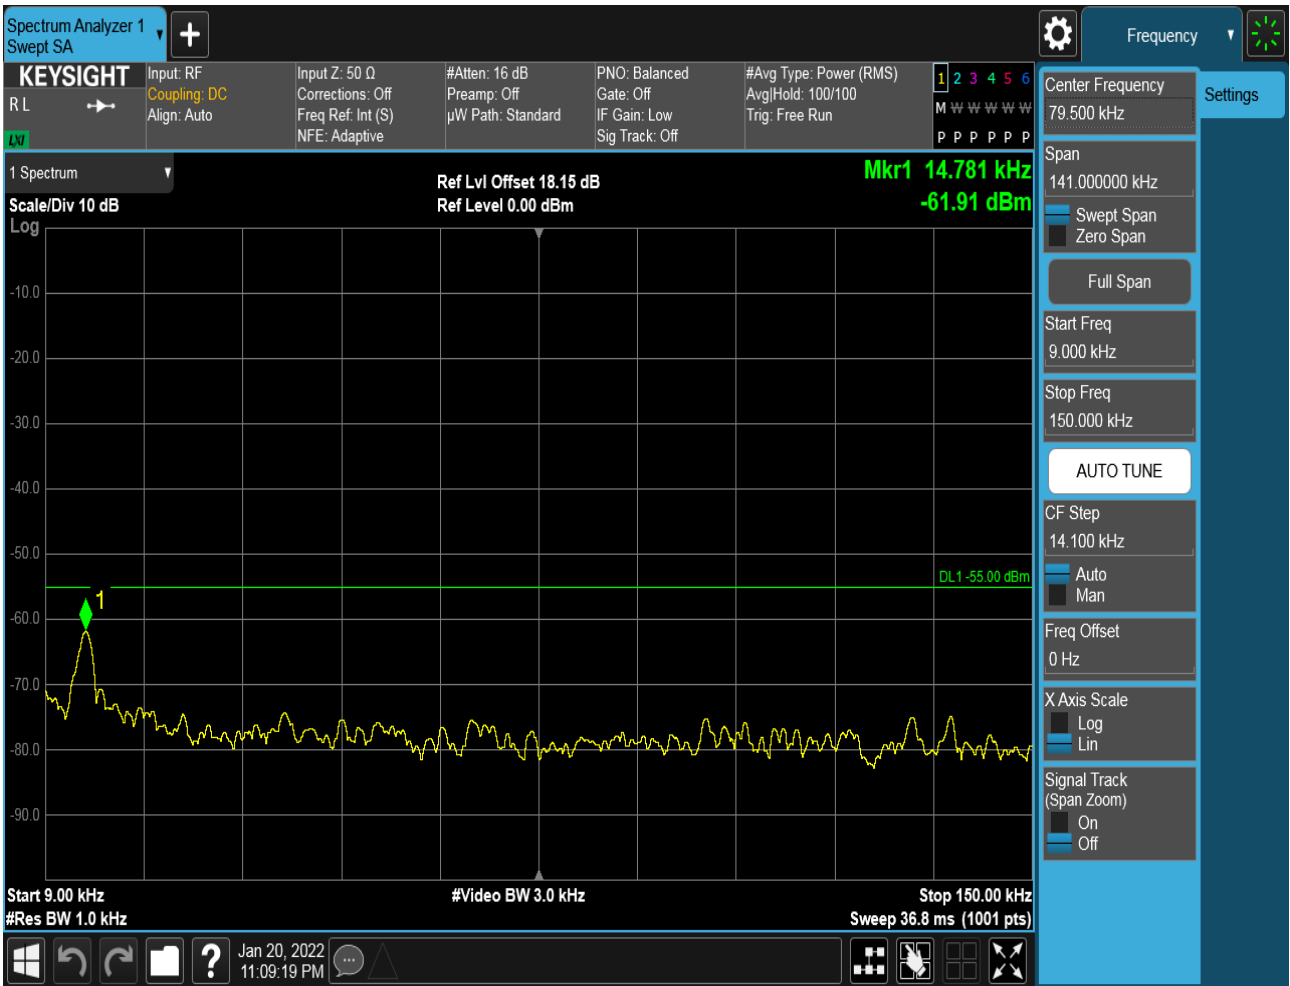 Spectrum Analyzer 1
Swept SA
Frequency
KEYSIGHT
R L
LXI
Input: RF
Coupling: DC
Align: Auto
Input Z: 50 Ω
Corrections: Off
Freq Ref: Int (S)
NFE: Adaptive
#Atten: 16 dB
Preamp: Off
µW Path: Standard
PNO: Balanced
Gate: Off
IF Gain: Low
Sig Track: Off
#Avg Type: Power (RMS)
Avg|Hold: 100/100
Trig: Free Run
1 2 3 4 5 6
M W W W W W
P P P P P P
1 Spectrum
Scale/Div 10 dB
Log
Ref Lvl Offset 18.15 dB
Ref Level 0.00 dBm
Mkr1 14.781 kHz
-61.91 dBm
-10.0
-20.0
-30.0
-40.0
-50.0
DL1 -55.00 dBm
1
-60.0
-70.0
-80.0
-90.0
Start 9.00 kHz
#Res BW 1.0 kHz
#Video BW 3.0 kHz
Stop 150.00 kHz
Sweep 36.8 ms (1001 pts)
Center Frequency
79.500 kHz
Settings
Span
141.000000 kHz
Swept Span
Zero Span
Full Span
Start Freq
9.000 kHz
Stop Freq
150.000 kHz
AUTO TUNE
CF Step
14.100 kHz
Auto
Man
Freq Offset
0 Hz
X Axis Scale
Log
Lin
Signal Track
(Span Zoom)
On
Off
?
Jan 20, 2022
11:09:19 PM